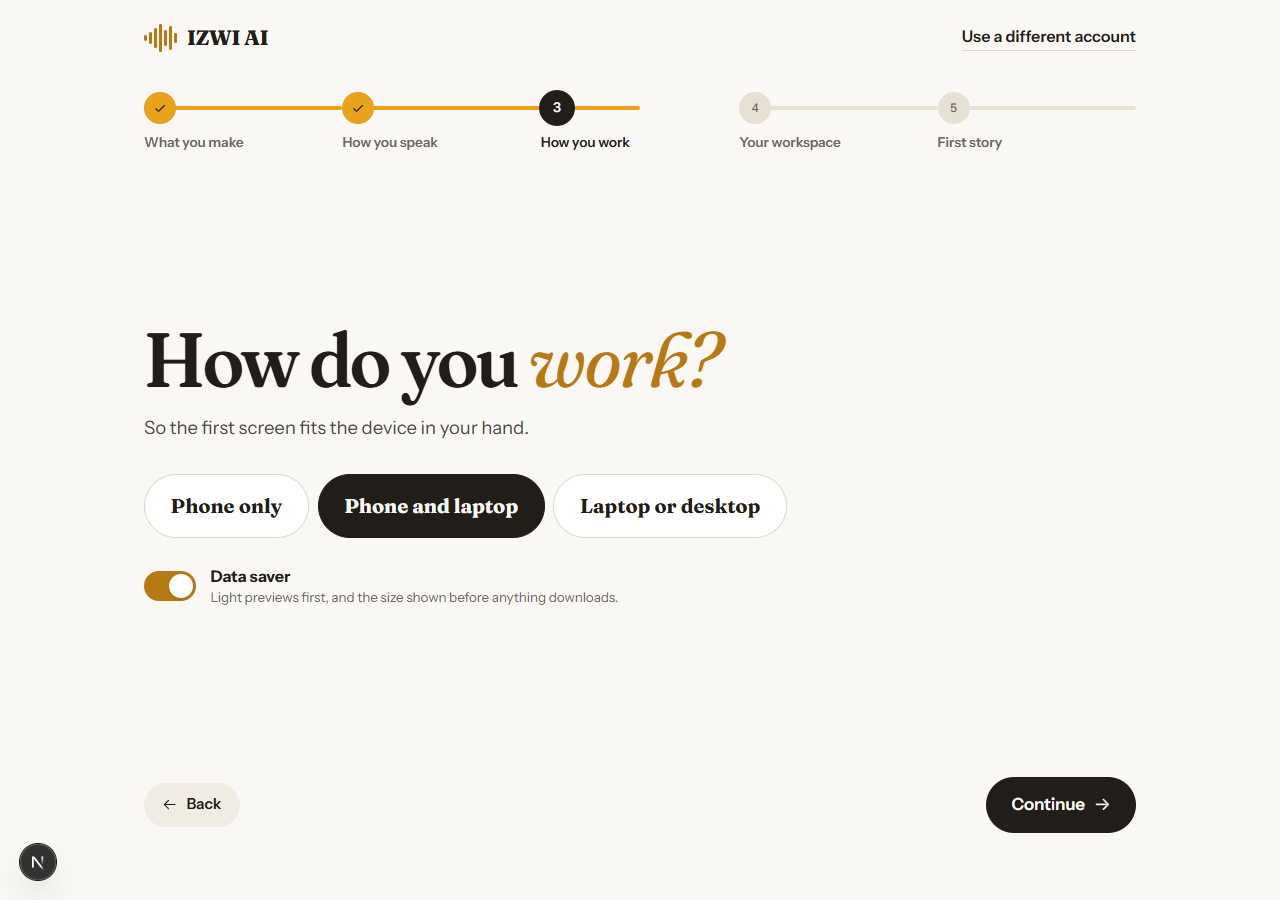 IZWI AI
Use a different account
3
4
5
What you make
How you speak
How you work
Your workspace
First story
How do you work?
So the first screen fits the device in your hand.
Phone only
Phone and laptop
Laptop or desktop
Data saver
Light previews first, and the size shown before anything downloads.
← Back
Continue →
N